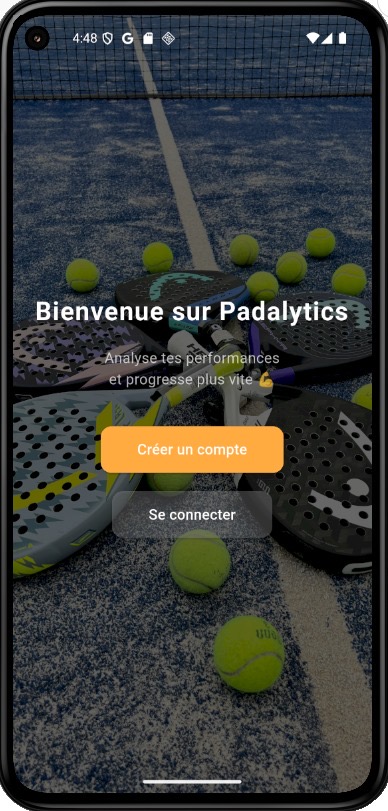 4:48
Bienvenue sur Padalytics
Analyse tes performances
et progresse plus vite 💪
Créer un compte
Se connecter